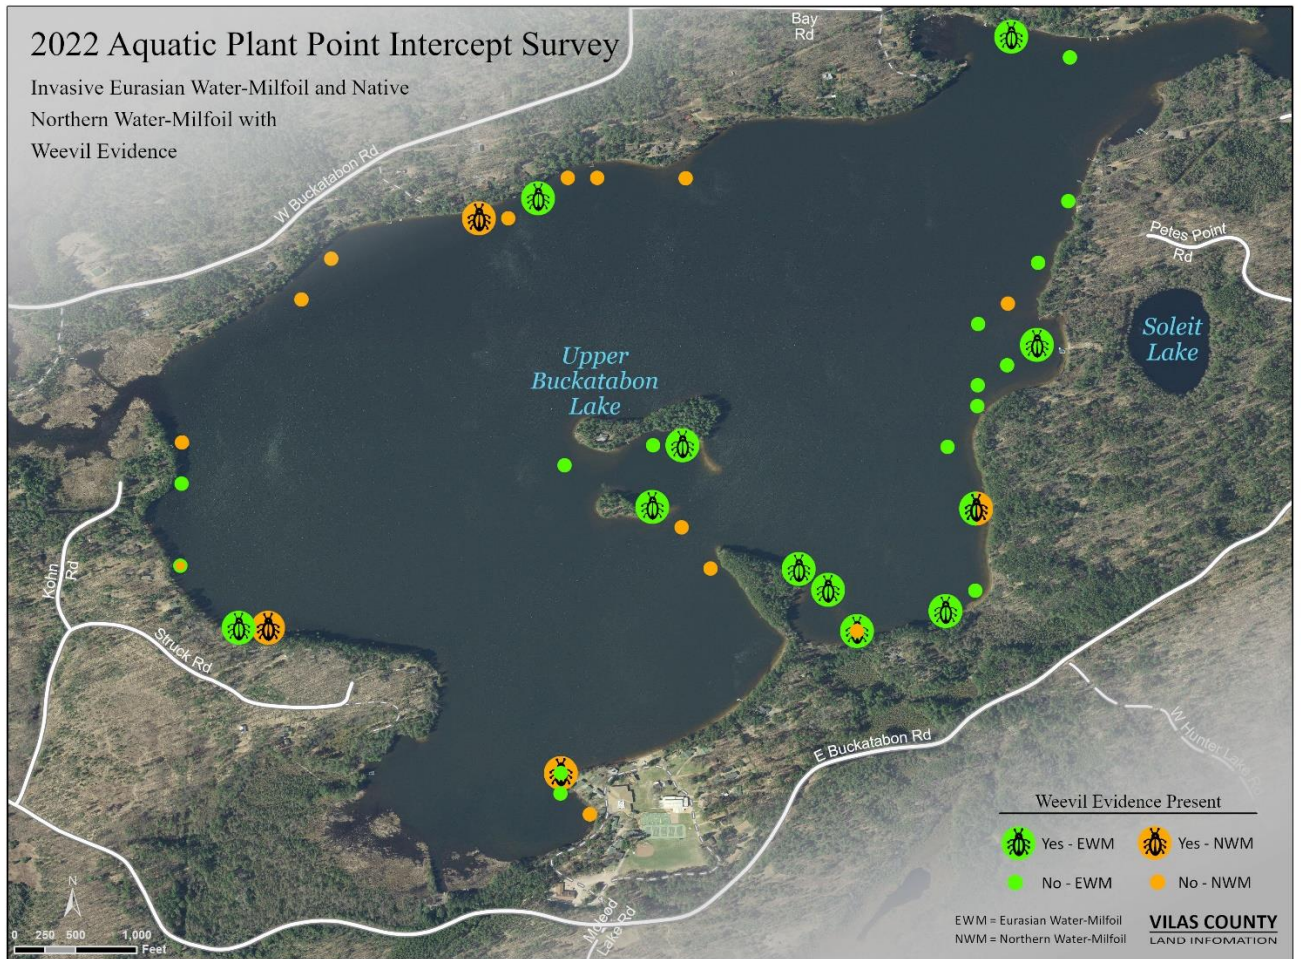 2022 Aquatic Plant Point Intercept Survey
Invasive Eurasian Water-Milfoil and Native
Northern Water-Milfoil with
Weevil Evidence
Bay
Rd
W Buckatabon Rd
Petes Point
Rd
Soleit
Lake
Upper
Buckatabon
Lake
Kohn
Rd
Struck Rd
E Buckatabon Rd
W Hunter Lake
McLeod
Lake Rd
Weevil Evidence Present
Yes - EWM
Yes - NWM
No - EWM
No - NWM
EWM = Eurasian Water-Milfoil
NWM = Northern Water-Milfoil
VILAS COUNTY
LAND INFOMATION
N
0 250 500 1,000
Feet